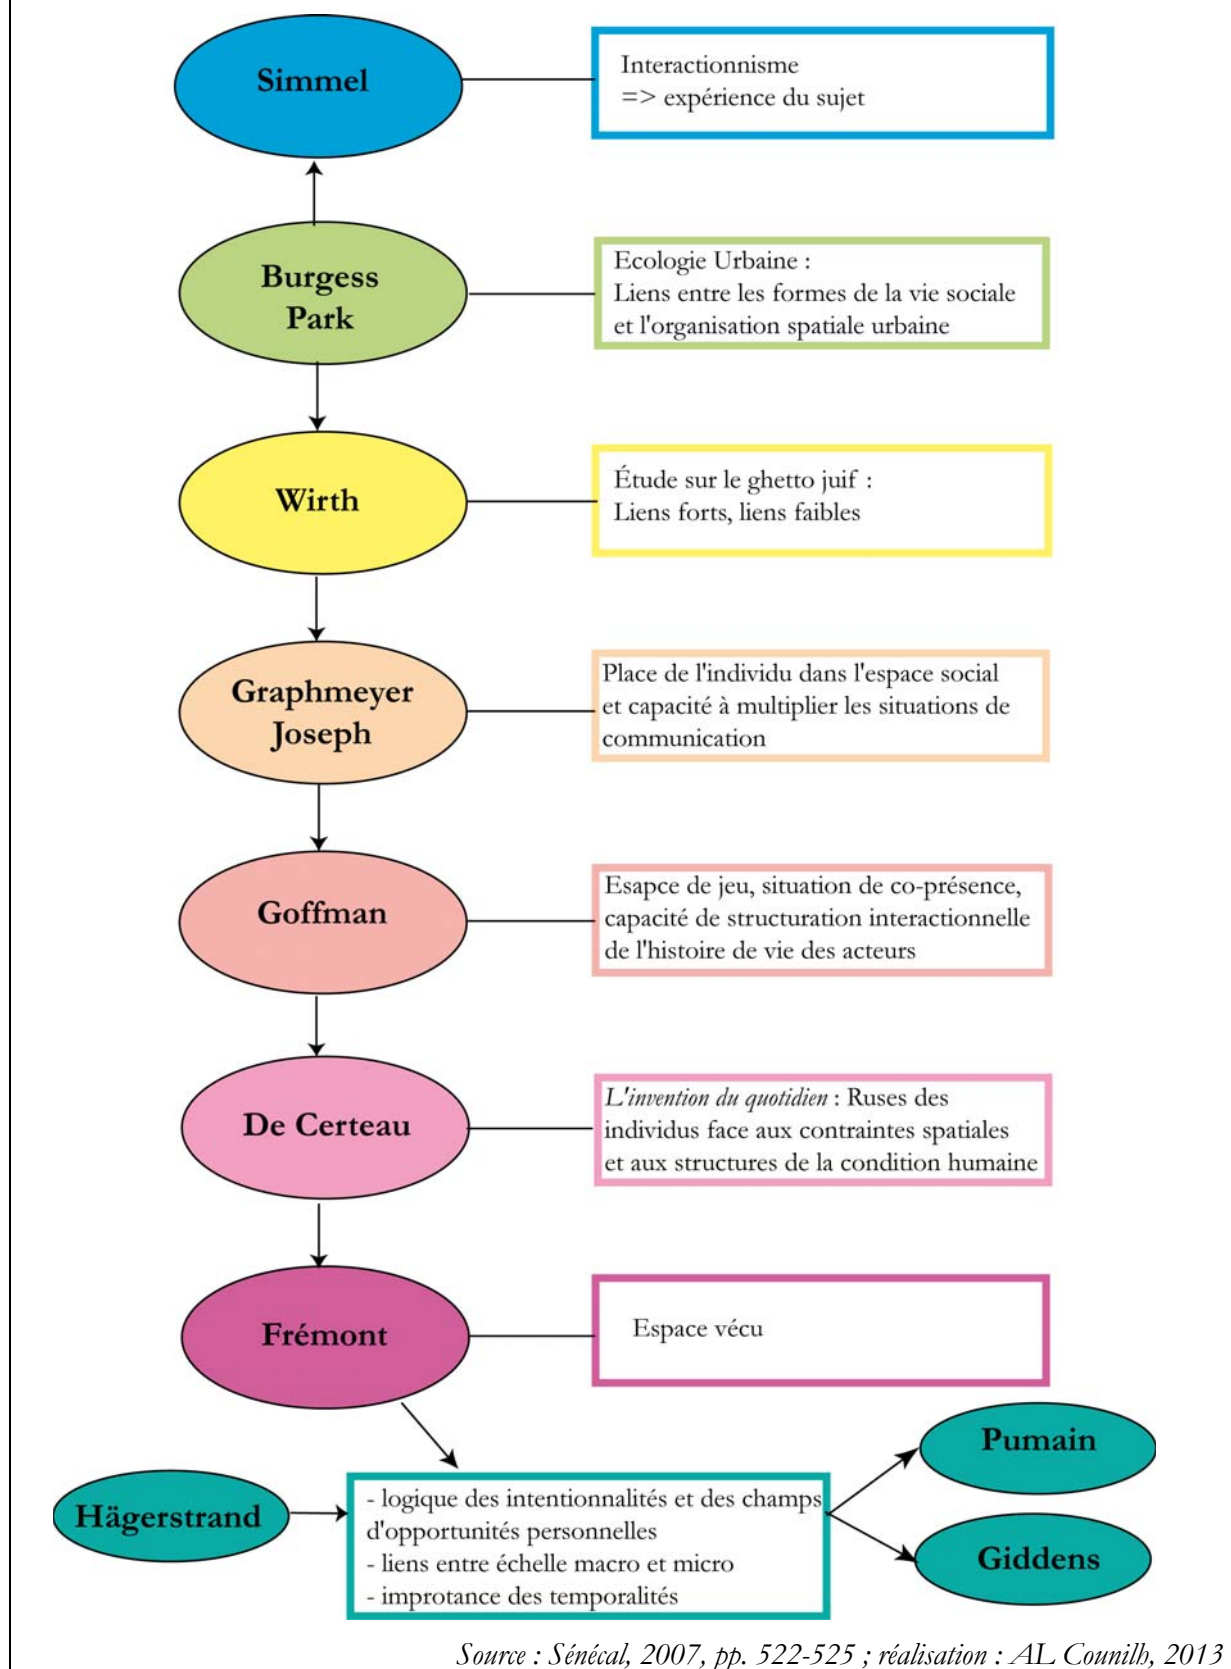 Simmel
Interactionnisme
=> expérience du sujet
Burgess
Park
Ecologie Urbaine :
Liens entre les formes de la vie sociale
et l'organisation spatiale urbaine
Wirth
Étude sur le ghetto juif :
Liens forts, liens faibles
Graphmeyer
Joseph
Place de l'individu dans l'espace social
et capacité à multiplier les situations de
communication
Goffman
Esapce de jeu, situation de co-présence,
capacité de structuration interactionnelle
de l'histoire de vie des acteurs
De Certeau
L'invention du quotidien : Ruses des
individus face aux contraintes spatiales
et aux structures de la condition humaine
Frémont
Espace vécu
Hägerstrand
- logique des intentionnalités et des champs
d'opportunités personnelles
- liens entre échelle macro et micro
- improtance des temporalités
Pumain
Giddens
Source : Sénécal, 2007, pp. 522-525 ; réalisation : AL Counilh, 2013